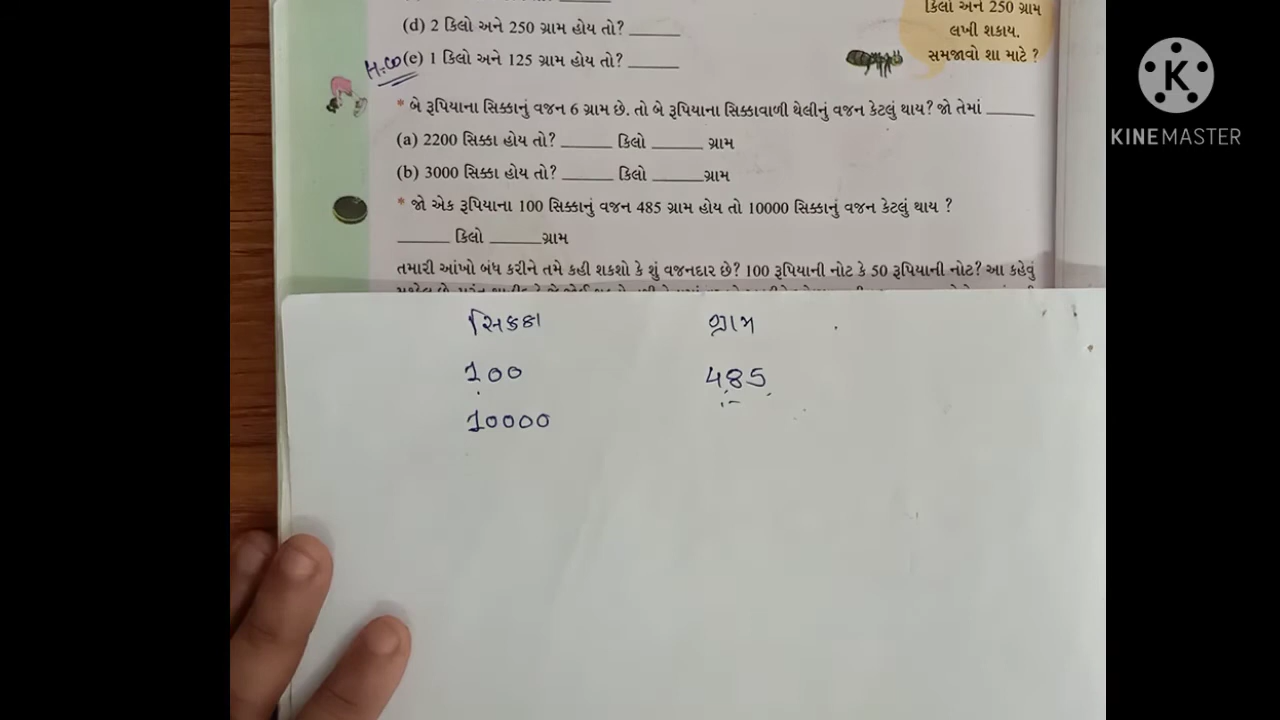 કિલો અને 250 ગ્રામ
લખી શકાય.
સમજાવો શા માટે ?
(d) 2 કિલો અને 250 ગ્રામ હોય તો? ______
H.W (e) 1 કિલો અને 125 ગ્રામ હોય તો? ______
* બે રૂપિયાના સિક્કાનું વજન 6 ગ્રામ છે. તો બે રૂપિયાના સિક્કાવાળી થેલીનું વજન કેટલું થાય? જો તેમાં ______
(a) 2200 સિક્કા હોય તો? ______ કિલો ______ ગ્રામ
(b) 3000 સિક્કા હોય તો? ______ કિલો ______ગ્રામ
* જો એક રૂપિયાના 100 સિક્કાનું વજન 485 ગ્રામ હોય તો 10000 સિક્કાનું વજન કેટલું થાય ?
______ કિલો ______ગ્રામ
તમારી આંખો બંધ કરીને તમે કહી શકશો કે શું વજનદાર છે? 100 રૂપિયાની નોટ કે 50 રૂપિયાની નોટ? આ કહેવું
સિક્કા ગ્રામ
100 485
10000
KINEMASTER